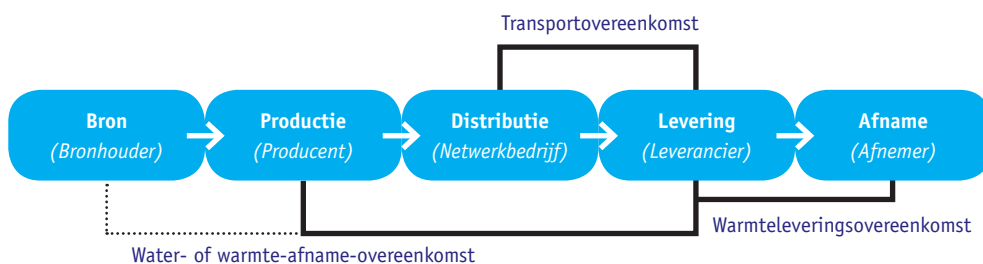 Transportovereenkomst
Bron
(Bronhouder)
Productie
(Producent)
Distributie
(Netwerkbedrijf)
Levering
(Leverancier)
Afname
(Afnemer)
Warmteleveringsovereenkomst
Water- of warmte-afname-overeenkomst